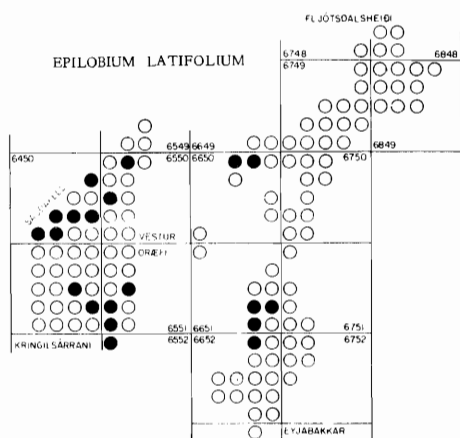 FLJÓTSDALSHEIÐI
EPILOBIUM LATIFOLIUM
6748 6848
6749
6549 6649 6849
6450 6550 6650 6750
VESTUR
ÖRÆFI
6551 6651 6751
KRINGILSÁRRANI 6552 6652 6752
EYJABAKKAR